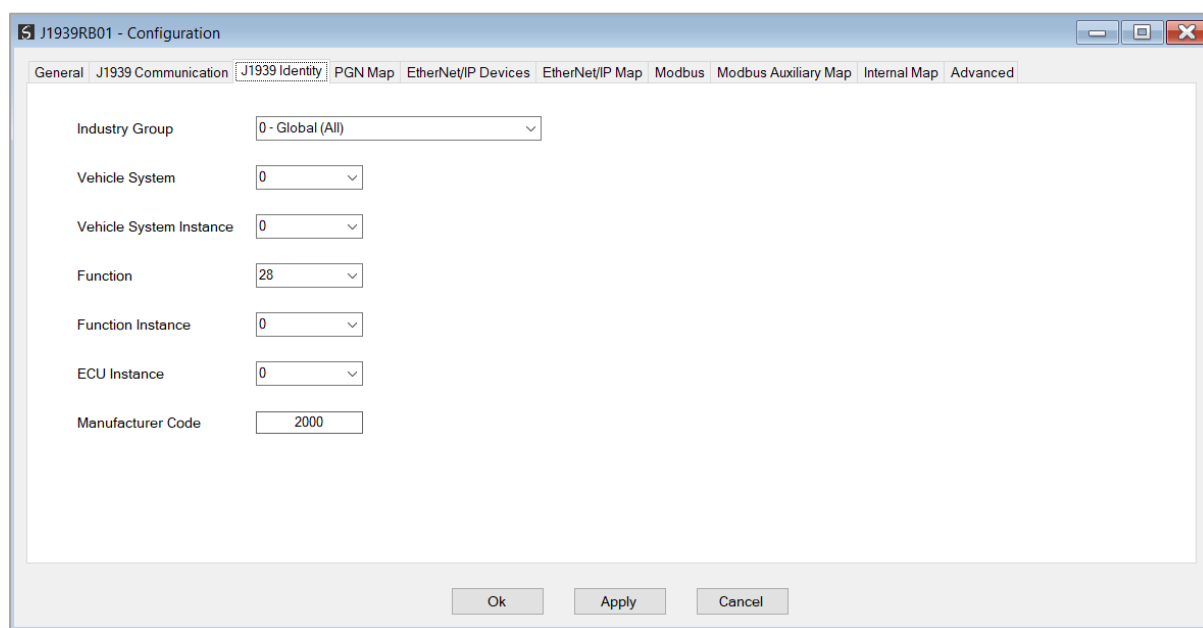 J1939RB01 - Configuration
General J1939 Communication J1939 Identity PGN Map EtherNet/IP Devices EtherNet/IP Map Modbus Modbus Auxiliary Map Internal Map Advanced
Industry Group 0 - Global (All)
Vehicle System 0
Vehicle System Instance 0
Function 28
Function Instance 0
ECU Instance 0
Manufacturer Code 2000
Ok Apply Cancel